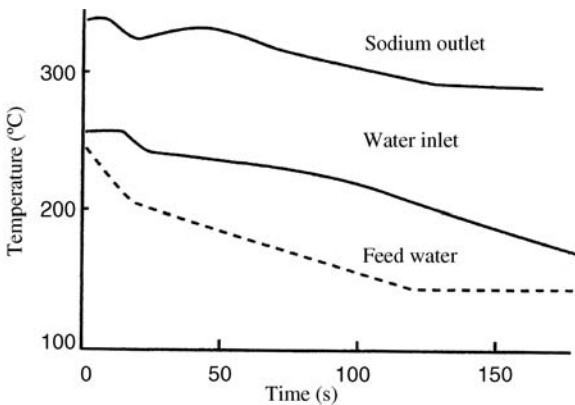 Temperature (ºC)
300
200
100
Sodium outlet
Water inlet
Feed water
0
50
100
150
Time (s)